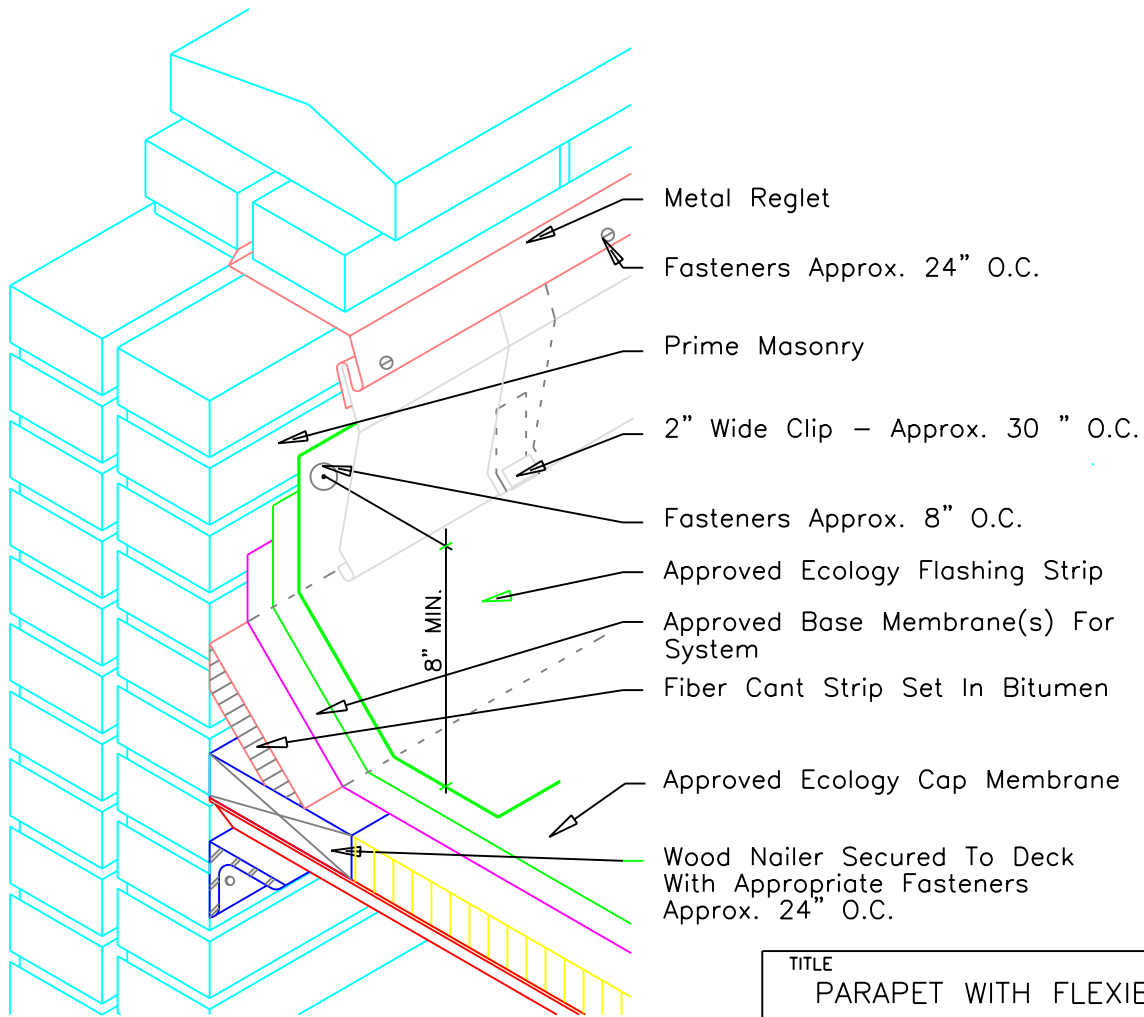 Metal Reglet
Fasteners Approx. 24" O.C.
Prime Masonry
2" Wide Clip – Approx. 30 " O.C.
Fasteners Approx. 8" O.C.
Approved Ecology Flashing Strip
8" MIN.
Approved Base Membrane(s) For
System
Fiber Cant Strip Set In Bitumen
Approved Ecology Cap Membrane
Wood Nailer Secured To Deck
With Appropriate Fasteners
Approx. 24" O.C.
TITLE
PARAPET WITH